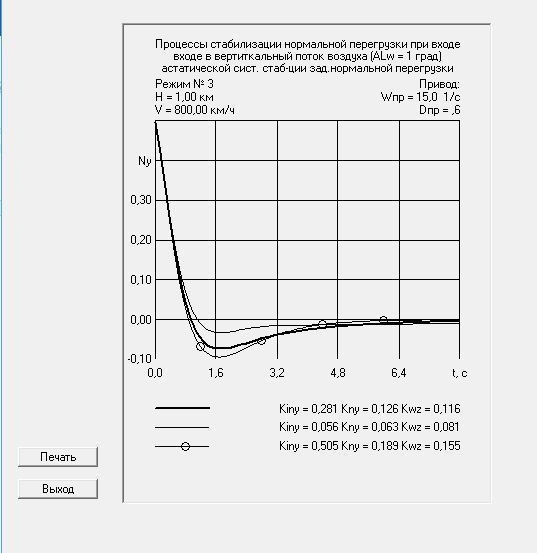 Процессы стабилизации нормальной перегрузки при входе
входе в вертиткальный поток воздуха (ALw = 1 град)
астатической сист. стаб-ции зад.нормальной перегрузки
Режим № 3 Привод:
H = 1,00 км Wпр = 15,0 1/с
V = 800,00 км/ч Dпр = ,6
Ny
0,30
0,20
0,10
0,00
-0,10
0,0 1,6 3,2 4,8 6,4 t, с
Kiny = 0,281 Kny = 0,126 Kwz = 0,116
Kiny = 0,056 Kny = 0,063 Kwz = 0,081
Kiny = 0,505 Kny = 0,189 Kwz = 0,155
Печать
Выход